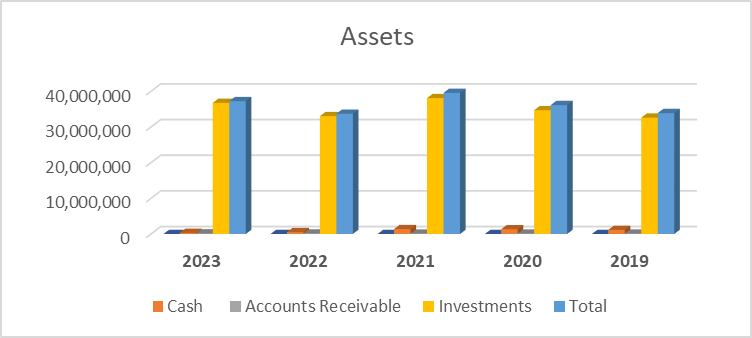 Assets
40,000,000
30,000,000
20,000,000
10,000,000
0
2023 2022 2021 2020 2019
Cash Accounts Receivable Investments Total